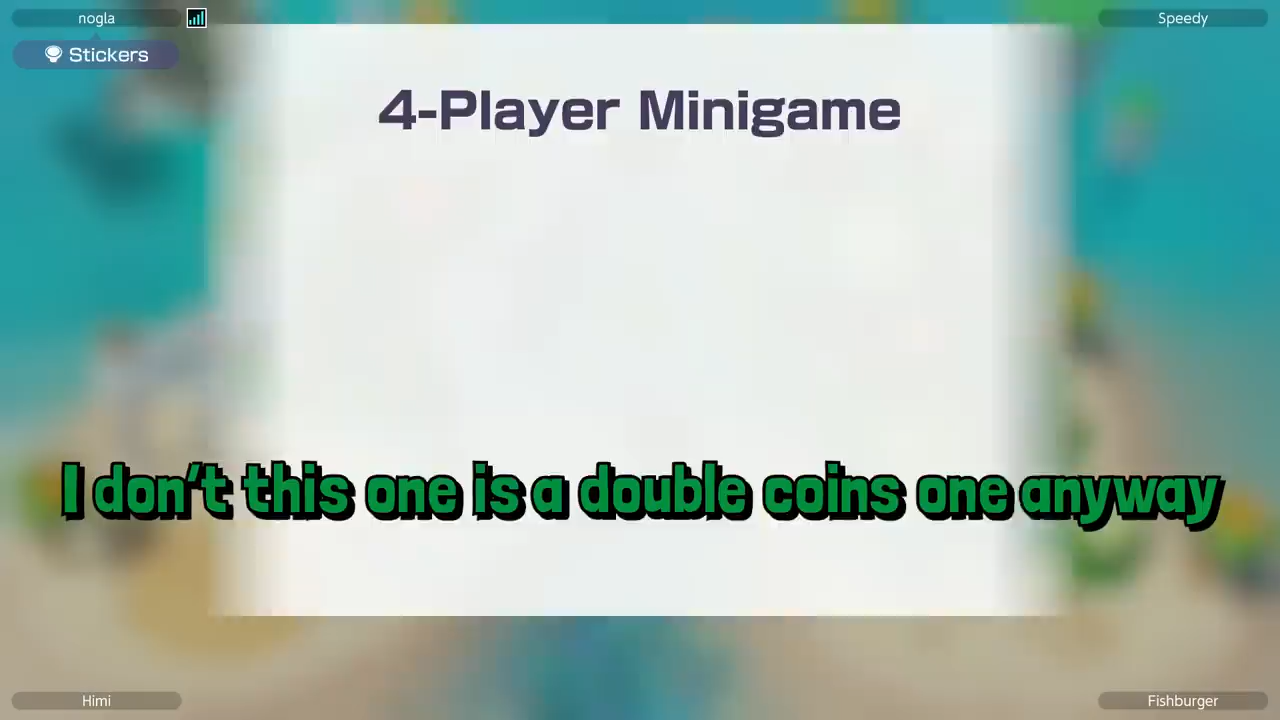 nogla
Speedy
Stickers
4-Player Minigame
I don't this one is a double coins one anyway
Himi
Fishburger